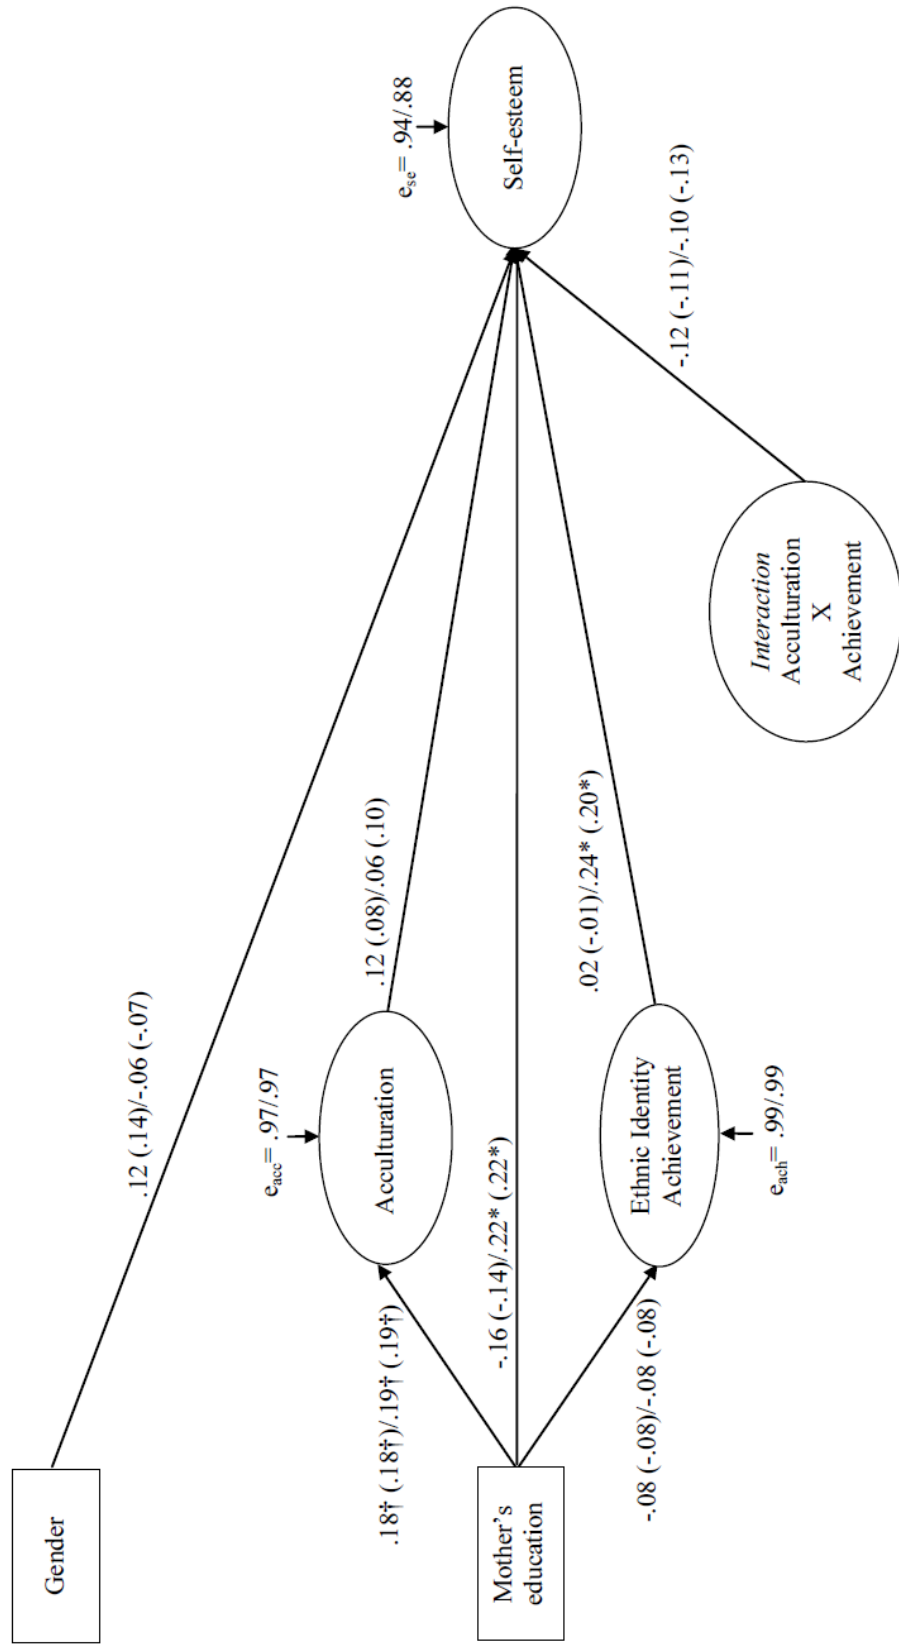 Gender
.12 (.14)/-.06 (-.07)
e_acc= .97/.97
Acculturation
.12 (.08)/.06 (.10)
e_se= .94/.88
Self-esteem
.18† (.18†)/.19† (.19†)
Mother's
education
-.16 (-.14)/.22* (.22*)
-.08 (-.08)/-.08 (-.08)
Ethnic Identity
Achievement
e_ach= .99/.99
.02 (-.01)/.24* (.20*)
Interaction
Acculturation
X
Achievement
-.12 (-.11)/-.10 (-.13)